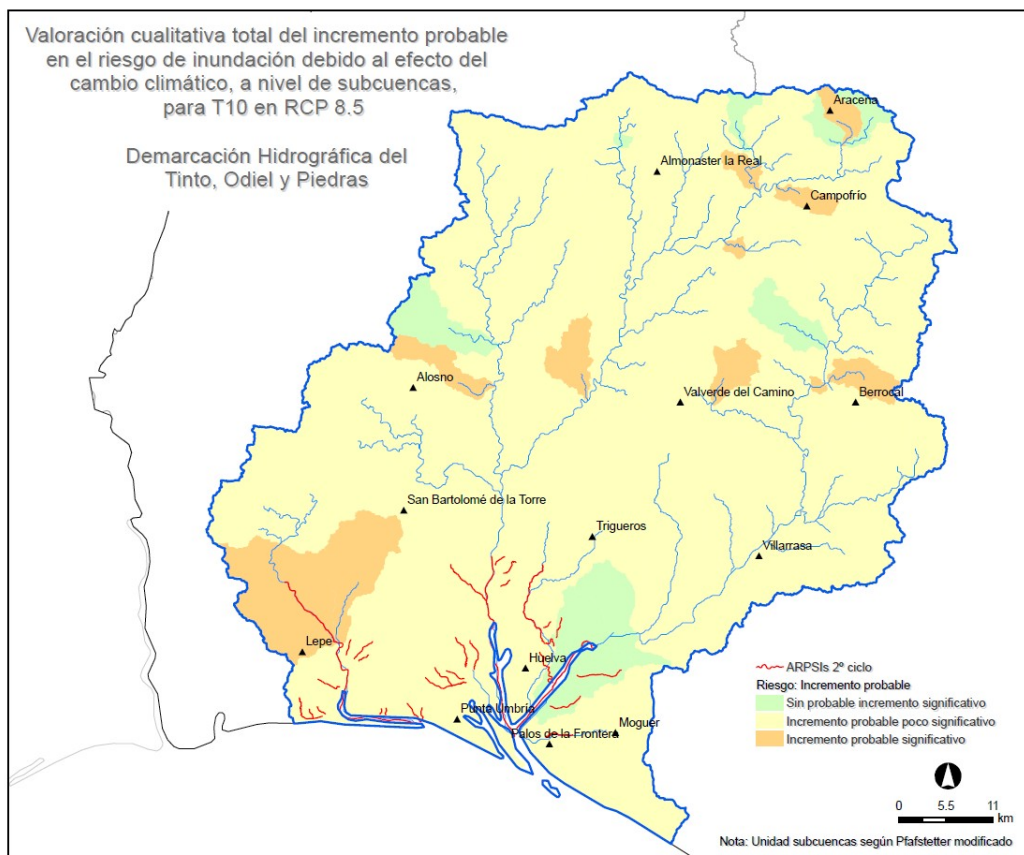 Valoración cualitativa total del incremento probable
en el riesgo de inundación debido al efecto del
cambio climático, a nivel de subcuencas,
para T10 en RCP 8.5
Demarcación Hidrográfica del
Tinto, Odiel y Piedras
Aracena
Almonaster la Real
Campofrío
Alosno
Valverde del Camino
Berrocal
San Bartolomé de la Torre
Trigueros
Villarrasa
Lepe
Huelva
Punta Umbría
Moguer
Palos de la Frontera
ARPSIs 2º ciclo
Riesgo: Incremento probable
Sin probable incremento significativo
Incremento probable poco significativo
Incremento probable significativo
0 5.5 11
km
Nota: Unidad subcuencas según Pfafstetter modificado